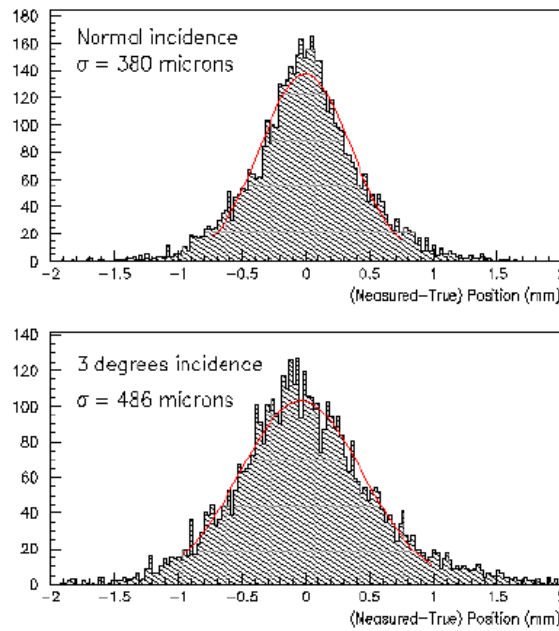 180
160
140
120
100
80
60
40
20
0
Normal incidence
σ = 380 microns
−2 −1.5 −1 −0.5 0 0.5 1 1.5 2
(Measured−True) Position (mm)
140
120
100
80
60
40
20
0
3 degrees incidence
σ = 486 microns
−2 −1.5 −1 −0.5 0 0.5 1 1.5 2
(Measured−True) Position (mm)